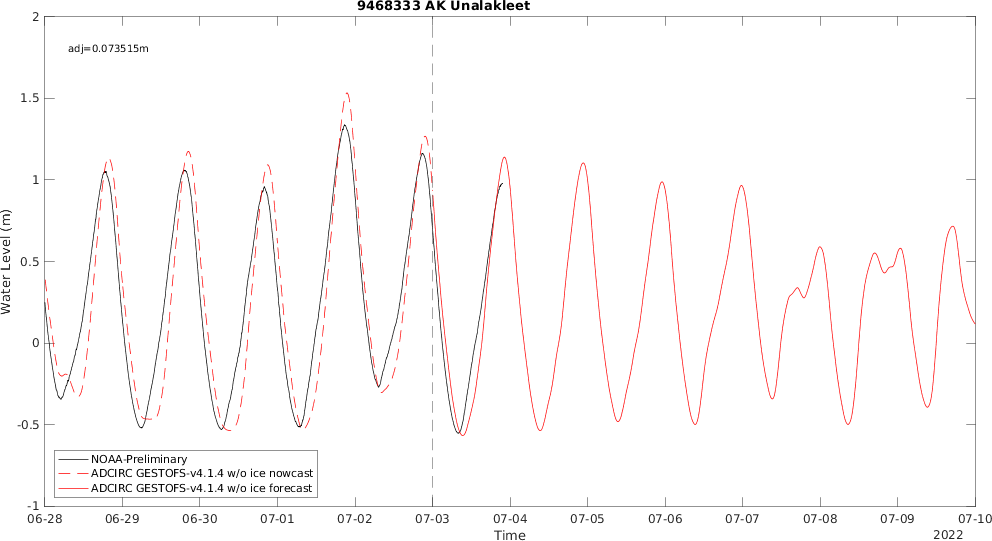 9468333 AK Unalakleet
adj=0.073515m
Water Level (m)
2
1.5
1
0.5
0
-0.5
-1
NOAA-Preliminary
ADCIRC GESTOFS-v4.1.4 w/o ice nowcast
ADCIRC GESTOFS-v4.1.4 w/o ice forecast
06-28 06-29 06-30 07-01 07-02 07-03 07-04 07-05 07-06 07-07 07-08 07-09 07-10
Time
2022